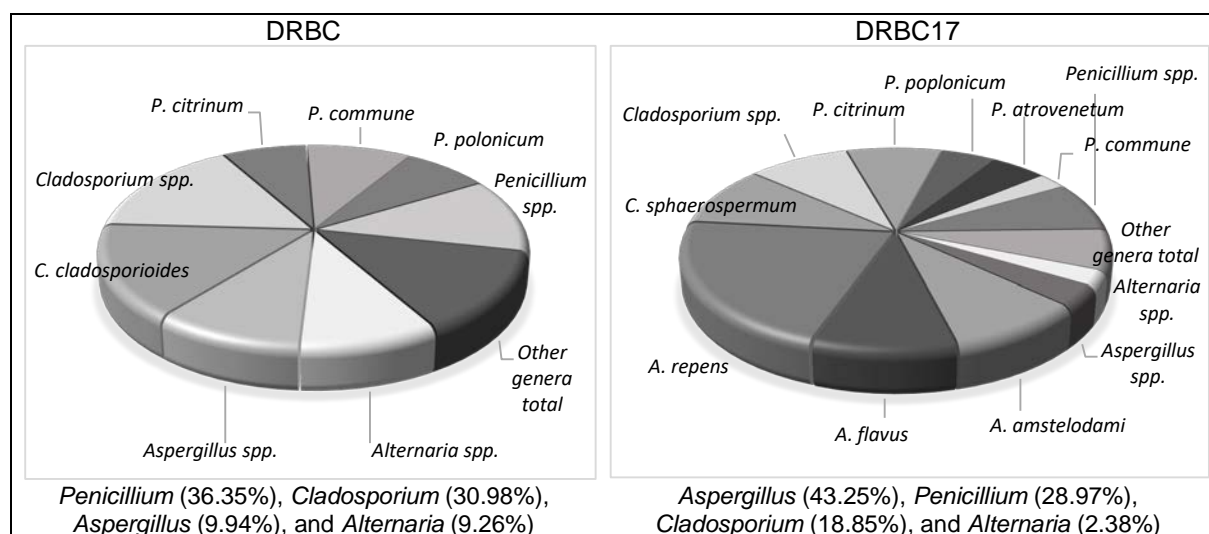 DRBC
P. citrinum
P. commune
P. polonicum
Cladosporium spp.
Penicillium
spp.
C. cladosporioides
Other
genera
total
Aspergillus spp.
Alternaria spp.
Penicillium (36.35%), Cladosporium (30.98%),
Aspergillus (9.94%), and Alternaria (9.26%)
DRBC17
P. poplonicum
Penicillium spp.
Cladosporium spp.
P. citrinum
P. atrovenetum
P. commune
C. sphaerospermum
Other
genera total
Alternaria
spp.
A. repens
Aspergillus
spp.
A. flavus
A. amstelodami
Aspergillus (43.25%), Penicillium (28.97%),
Cladosporium (18.85%), and Alternaria (2.38%)